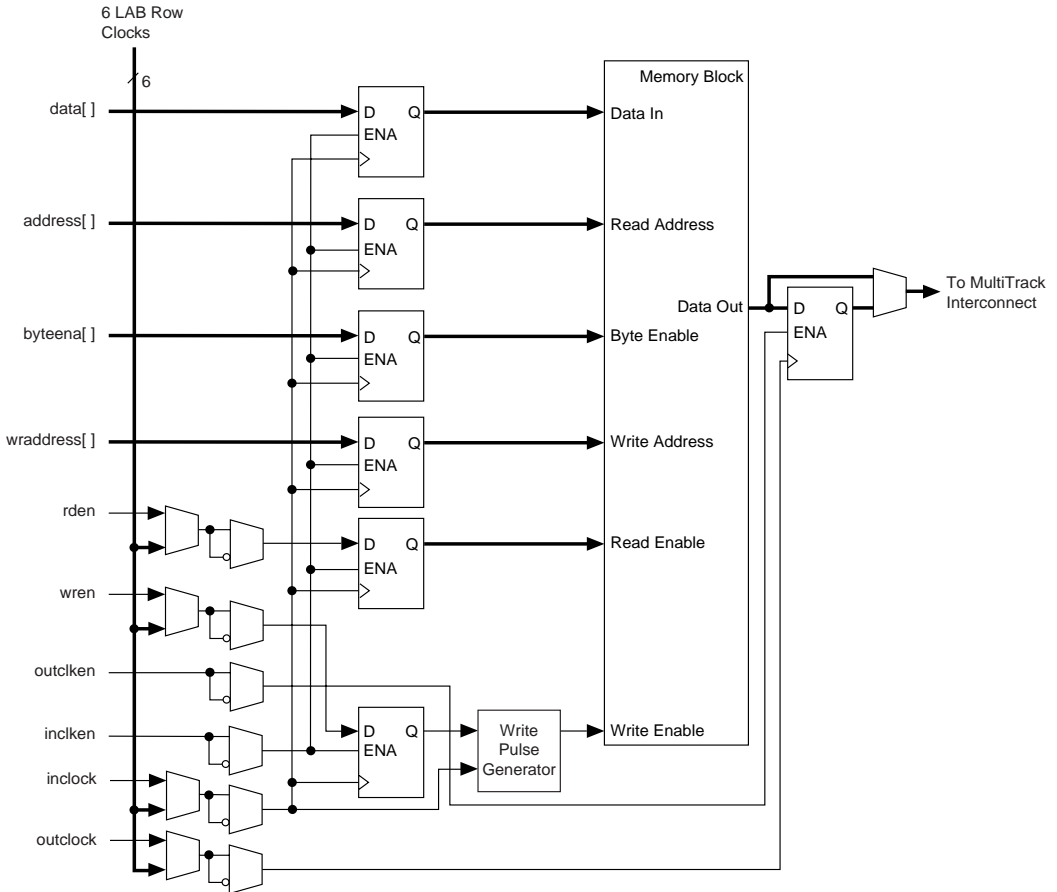 6 LAB Row
Clocks
6
Memory Block
data[ ]
D Q
ENA
Data In
address[ ]
D Q
ENA
Read Address
To MultiTrack
Interconnect
Data Out
D Q
ENA
byteena[ ]
D Q
ENA
Byte Enable
wraddress[ ]
D Q
ENA
Write Address
rden
D Q
ENA
Read Enable
wren
outclken
inclken
D Q
ENA
Write
Pulse
Generator
Write Enable
inclock
outclock